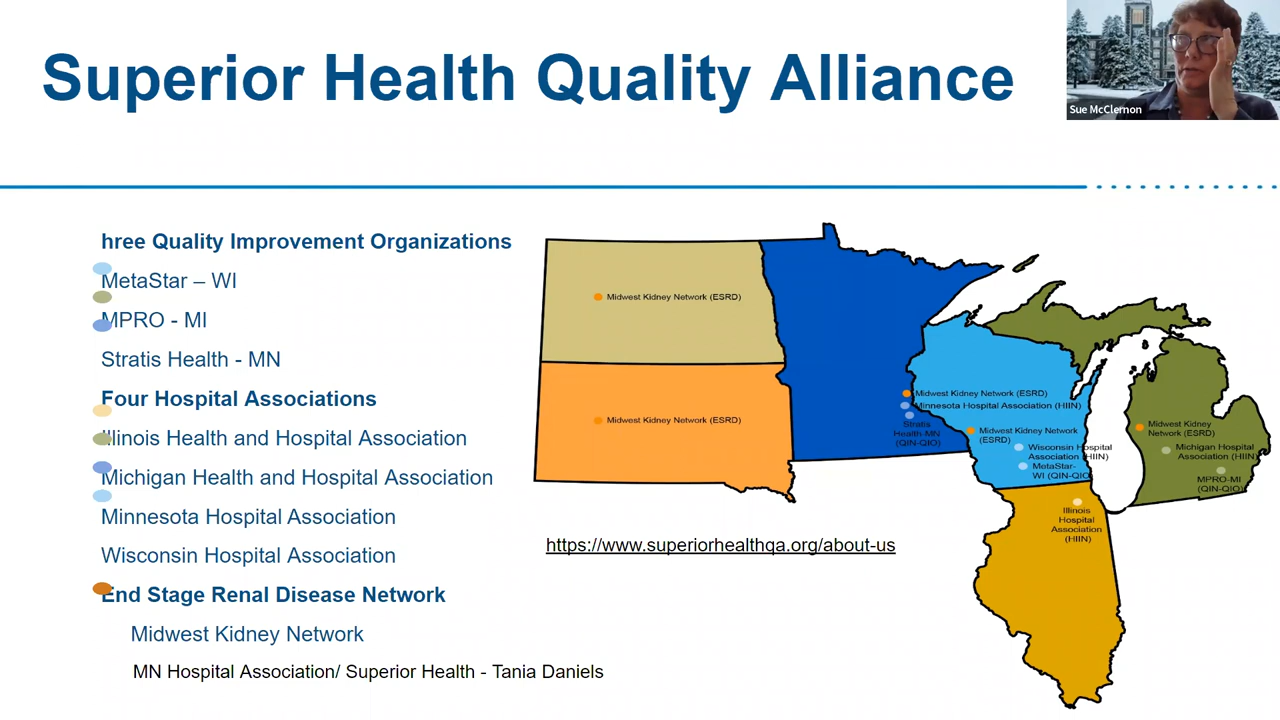 Superior Health Quality Alliance
Sue McClernon
hree Quality Improvement Organizations
MetaStar – WI
MPRO - MI
Stratis Health - MN
Four Hospital Associations
Illinois Health and Hospital Association
Michigan Health and Hospital Association
Minnesota Hospital Association
Wisconsin Hospital Association
End Stage Renal Disease Network
Midwest Kidney Network
MN Hospital Association/ Superior Health - Tania Daniels
Midwest Kidney Network (ESRD)
Midwest Kidney Network (ESRD)
Midwest Kidney Network (ESRD)
Minnesota Hospital Association (HIIN)
Stratis
Health-MN
(QIN-QIO)
Midwest Kidney Network
(ESRD)
Wisconsin Hospital
Association (HIIN)
MetaStar-
WI (QIN-QIO)
Midwest Kidney
Network (ESRD)
Michigan Hospital
Association (HIIN)
MPRO-MI
(QIN-QIO)
Illinois
Hospital
Association
(HIIN)
https://www.superiorhealthqa.org/about-us